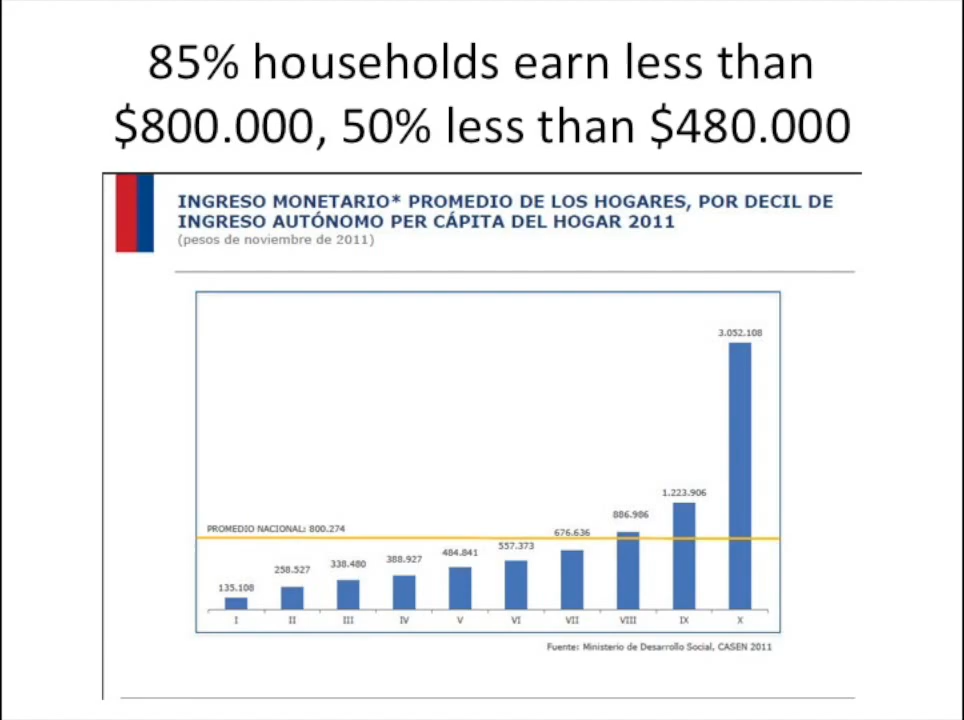 85% households earn less than
$800.000, 50% less than $480.000
INGRESO MONETARIO* PROMEDIO DE LOS HOGARES, POR DECIL DE
INGRESO AUTÓNOMO PER CÁPITA DEL HOGAR 2011
(pesos de noviembre de 2011)
3.052.108
1.223.906
886.986
PROMEDIO NACIONAL: 800.274
676.636
557.373
484.841
388.927
338.480
258.527
135.108
I II III IV V VI VII VIII IX X
Fuente: Ministerio de Desarrollo Social, CASEN 2011